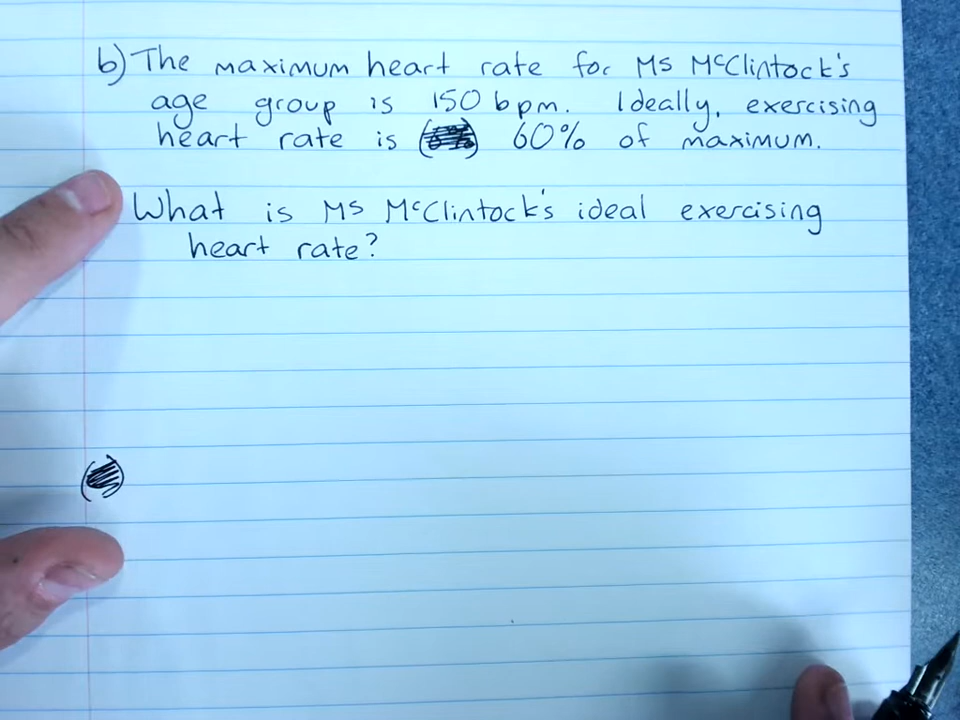 b) The maximum heart rate for Ms McClintock's
age group is 150 bpm. Ideally, exercising
heart rate is 60% of maximum.
What is Ms McClintock's ideal exercising
heart rate?